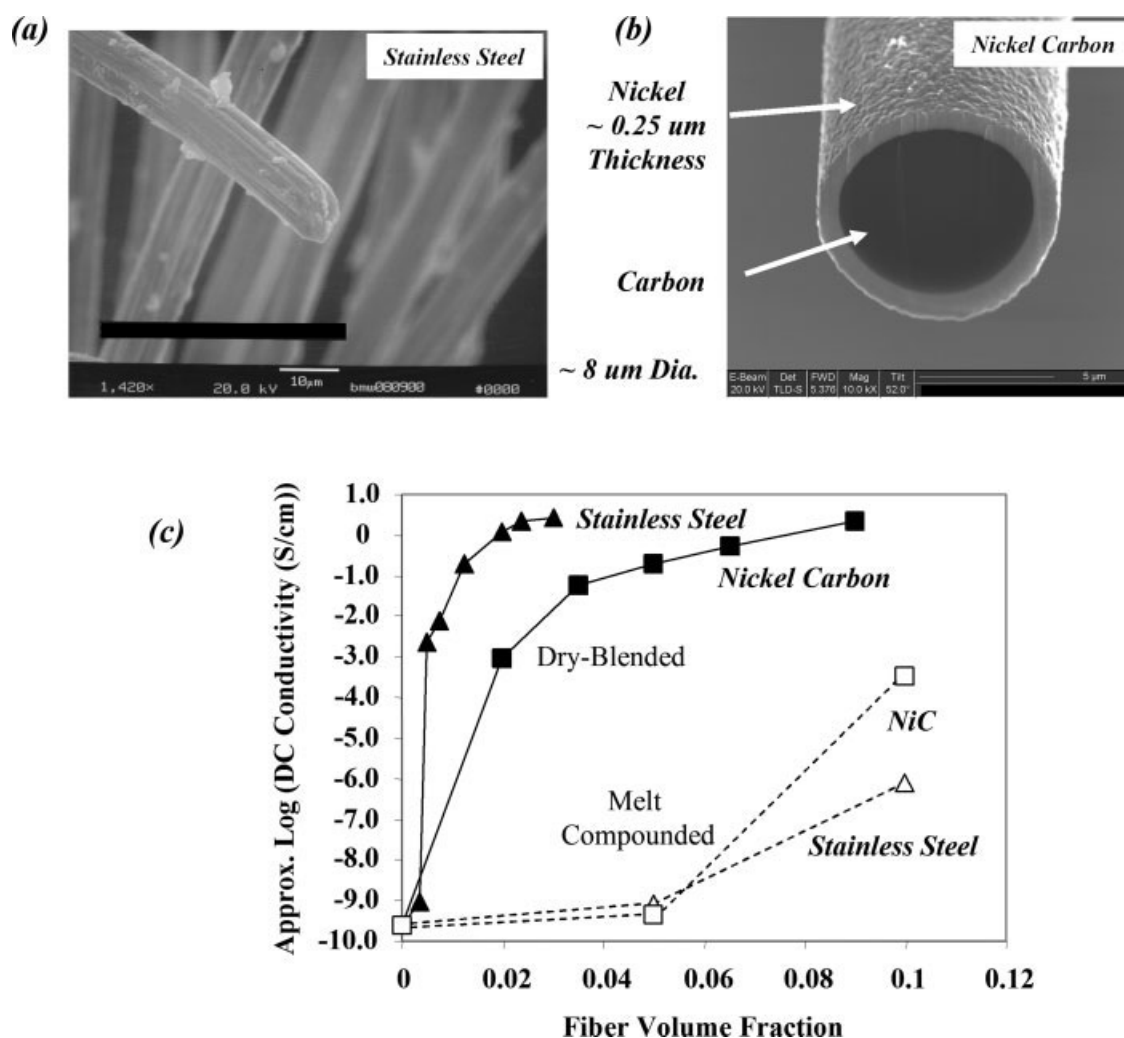 (a)
Stainless Steel
1,420×
20.0 kV
10µm
bmw080900
#0000
(b)
Nickel Carbon
Nickel
~ 0.25 um
Thickness
Carbon
~ 8 um Dia.
E-Beam Det FWD Mag Tilt
20.0 kV TLD-S 5.376 10.0 kX 52.0°
5 µm
(c)
Approx. Log (DC Conductivity (S/cm))
1.0
0
-1.0
-2.0
-3.0
-4.0
-5.0
-6.0
-7.0
-8.0
-9.0
-10.0
Stainless Steel
Nickel Carbon
Dry-Blended
NiC
Melt
Compounded
Stainless Steel
0 0.02 0.04 0.06 0.08 0.1 0.12
Fiber Volume Fraction